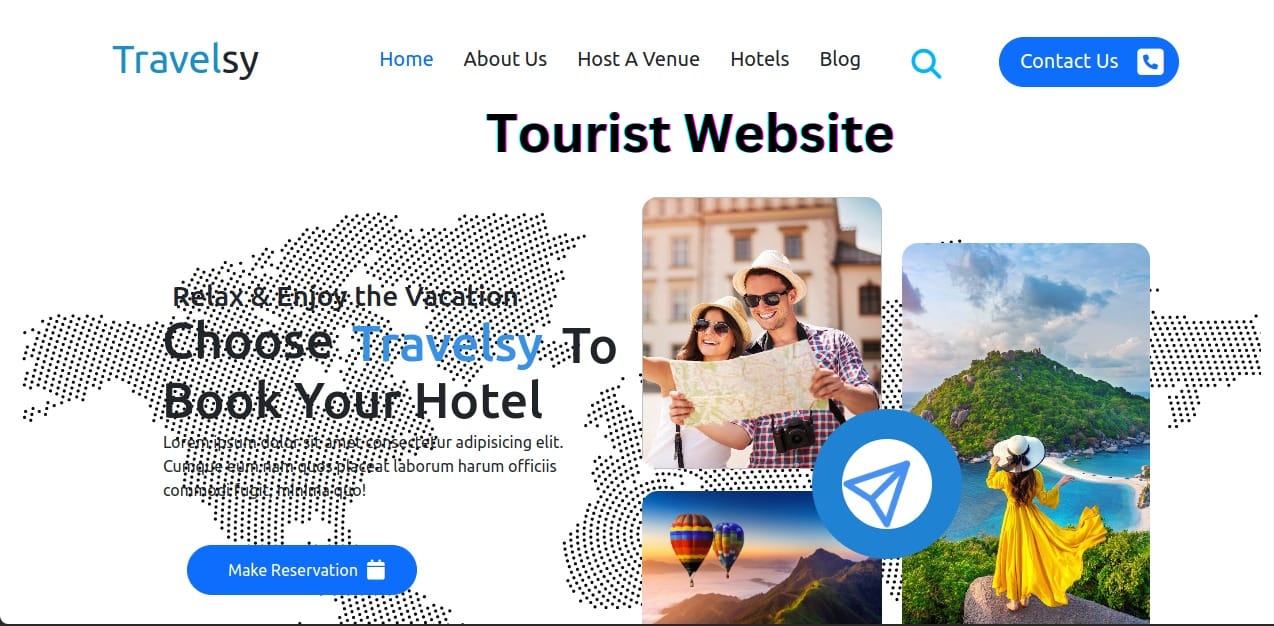 Travelsy
Home About Us Host A Venue Hotels Blog Contact Us
Tourist Website
Relax & Enjoy the Vacation
Choose Travelsy To
Book Your Hotel
Lorem ipsum dolor sit amet consectetur adipisicing elit.
Cumque eum nam quos placeat laborum harum officiis
commodi fugit, minima quo!
Make Reservation